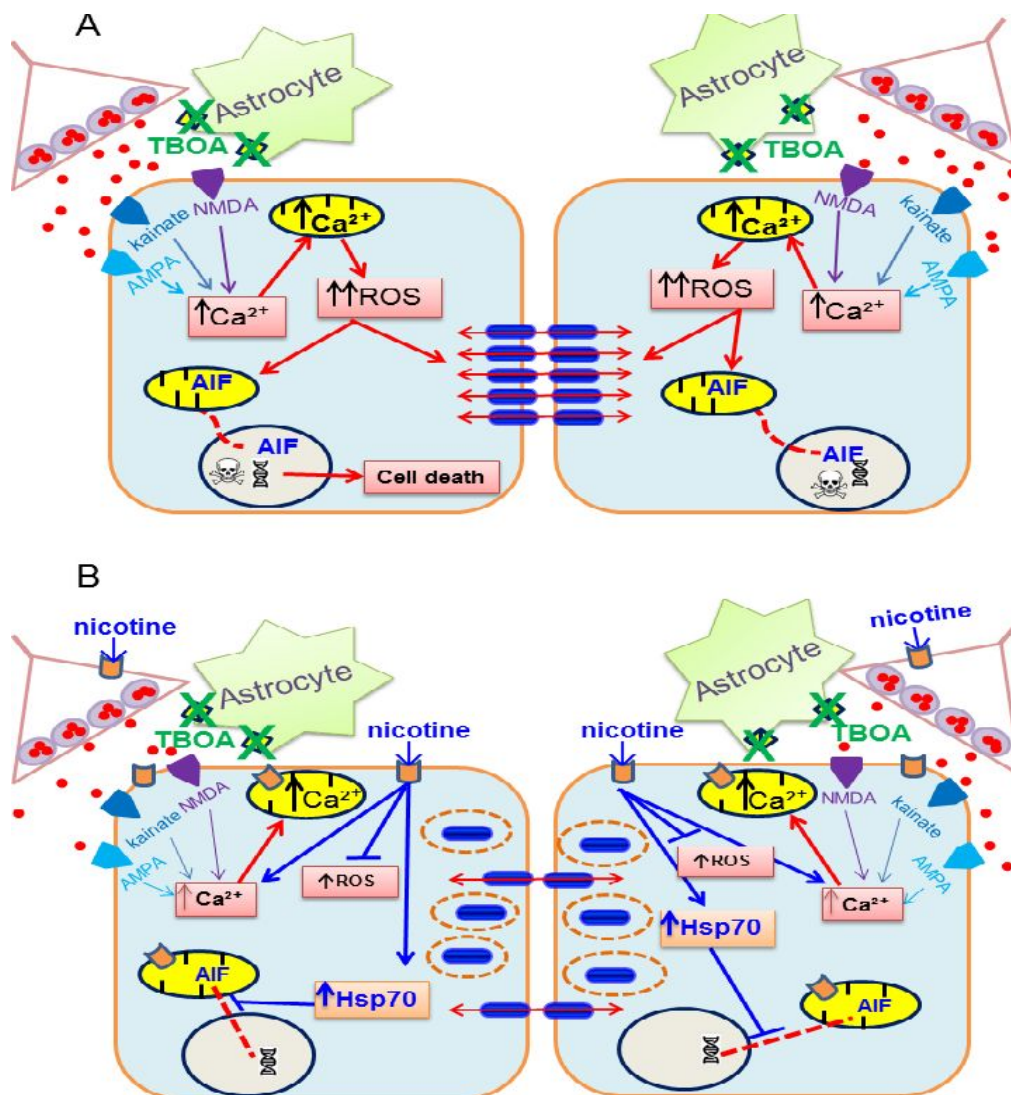 A
Astrocyte
TBOA
NMDA
kainate
AMPA
↑Ca²⁺
↑Ca²⁺
↑↑ROS
AIF
AIF
Cell death
Astrocyte
TBOA
NMDA
kainate
AMPA
↑Ca²⁺
↑Ca²⁺
↑↑ROS
AIF
AIF
B
nicotine
Astrocyte
TBOA
nicotine
NMDA
kainate
AMPA
↑Ca²⁺
↑Ca²⁺
↑ROS
↑Hsp70
AIF
nicotine
Astrocyte
TBOA
nicotine
NMDA
kainate
AMPA
↑Ca²⁺
↑Ca²⁺
↑ROS
↑Hsp70
AIF